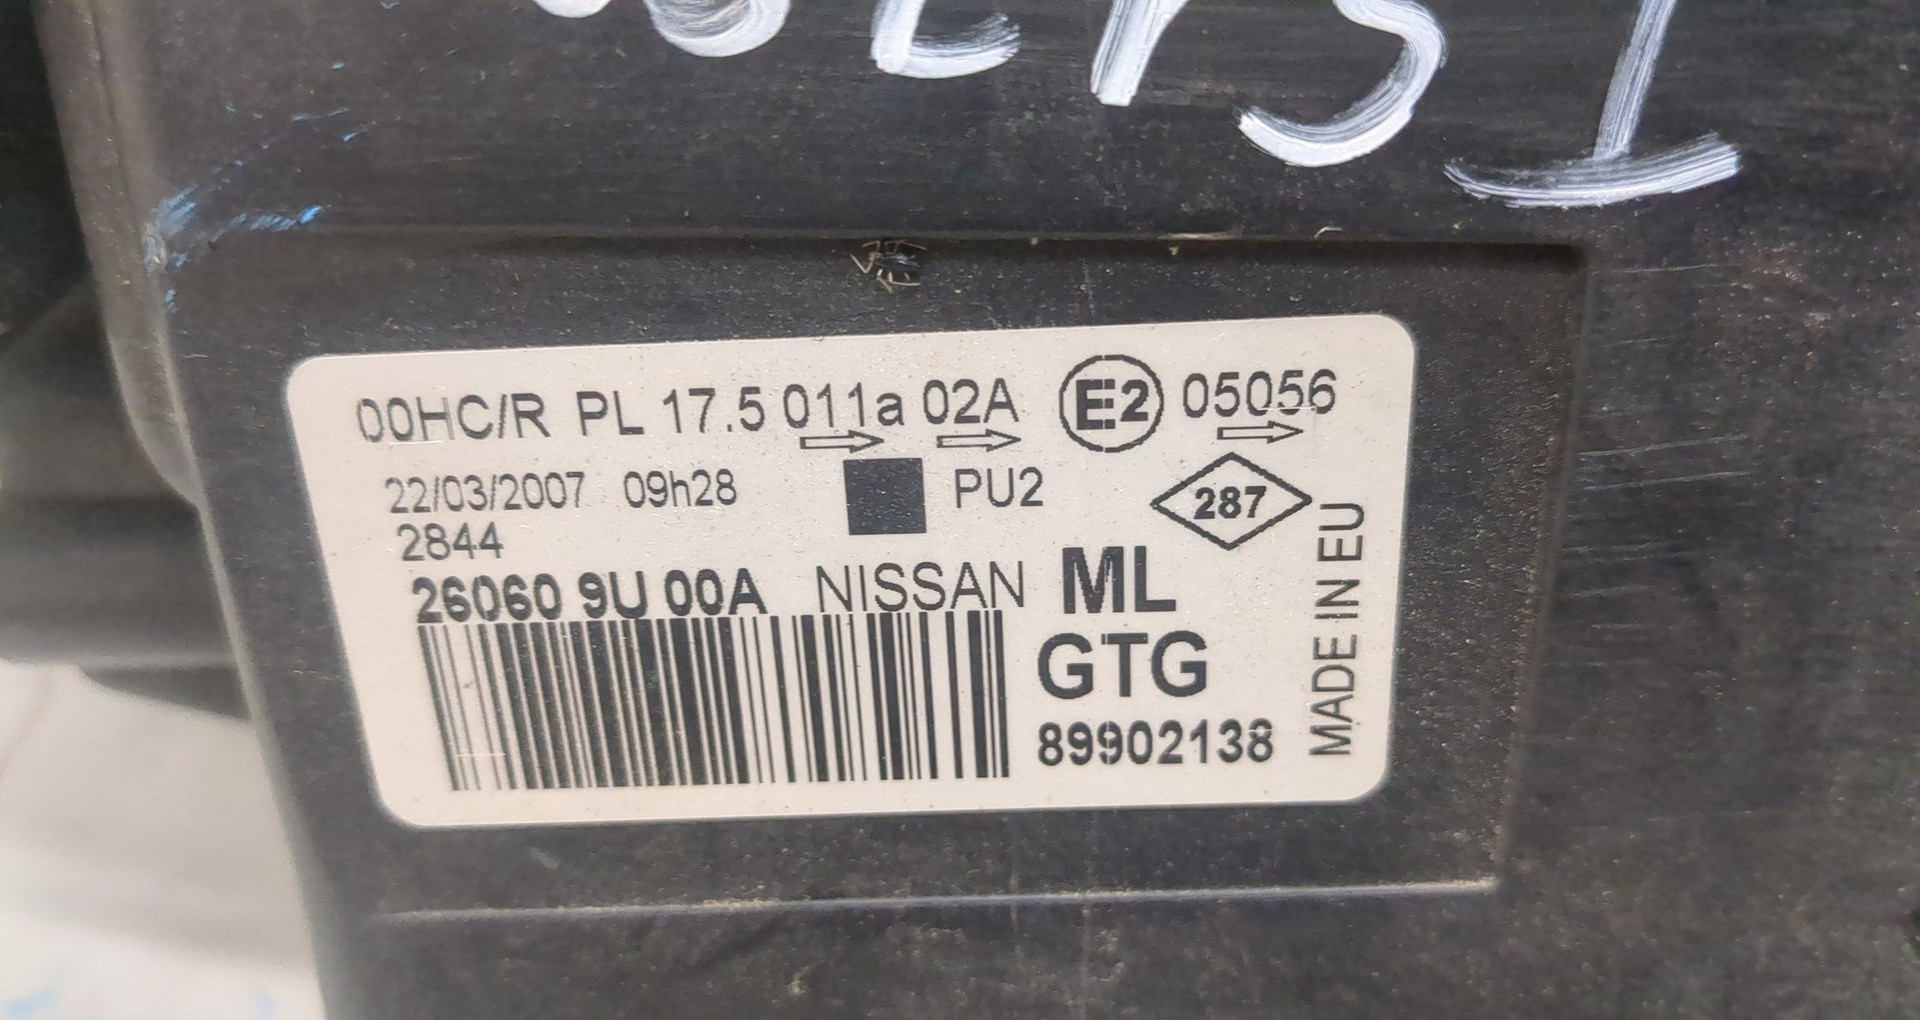 00HC/R PL 17.5 011a 02A E2 05056
22/03/2007 09h28 PU2 287
2844
26060 9U 00A NISSAN ML
GTG
89902138
MADE IN EU